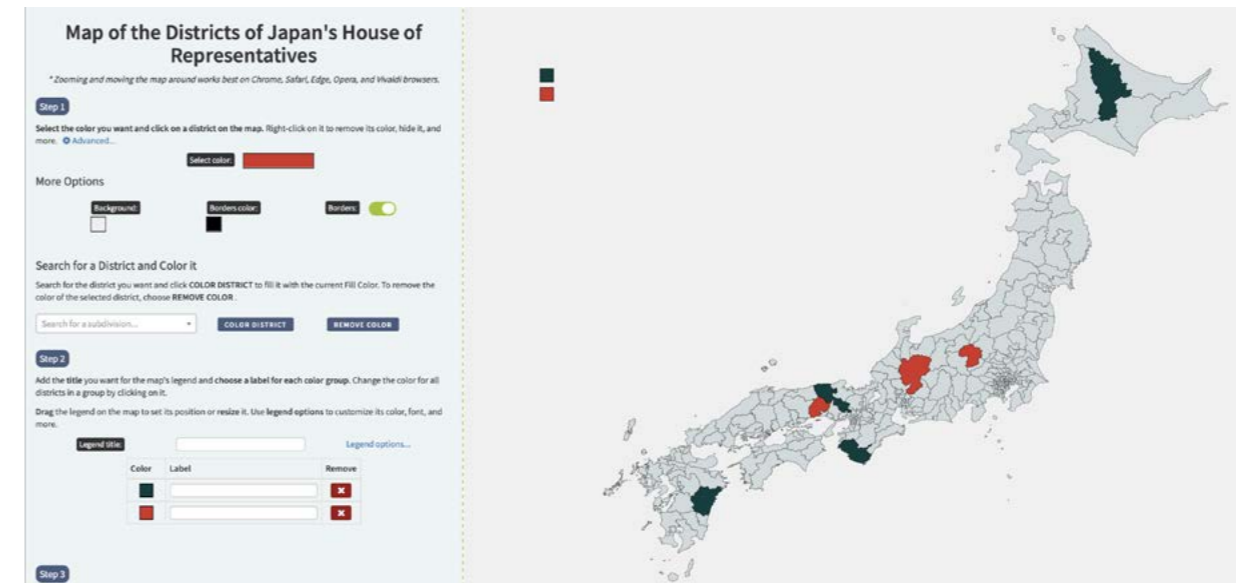 Map of the Districts of Japan's House of
Representatives
* Zooming and moving the map around works best on Chrome, Safari, Edge, Opera, and Vivaldi browsers.
Step 1
Select the color you want and click on a district on the map. Right-click on it to remove its color, hide it, and
more. Advanced...
Select color:
More Options
Background: Borders color: Borders:
Search for a District and Color it
Search for the district you want and click COLOR DISTRICT to fill it with the current Fill Color. To remove the
color of the selected district, choose REMOVE COLOR.
Search for a subdivision... COLOR DISTRICT REMOVE COLOR
Step 2
Add the title you want for the map's legend and choose a label for each color group. Change the color for all
districts in a group by clicking on it.
Drag the legend on the map to set its position or resize it. Use legend options to customize its color, font, and
more.
Legend title: Legend options...
Color Label Remove
Step 3